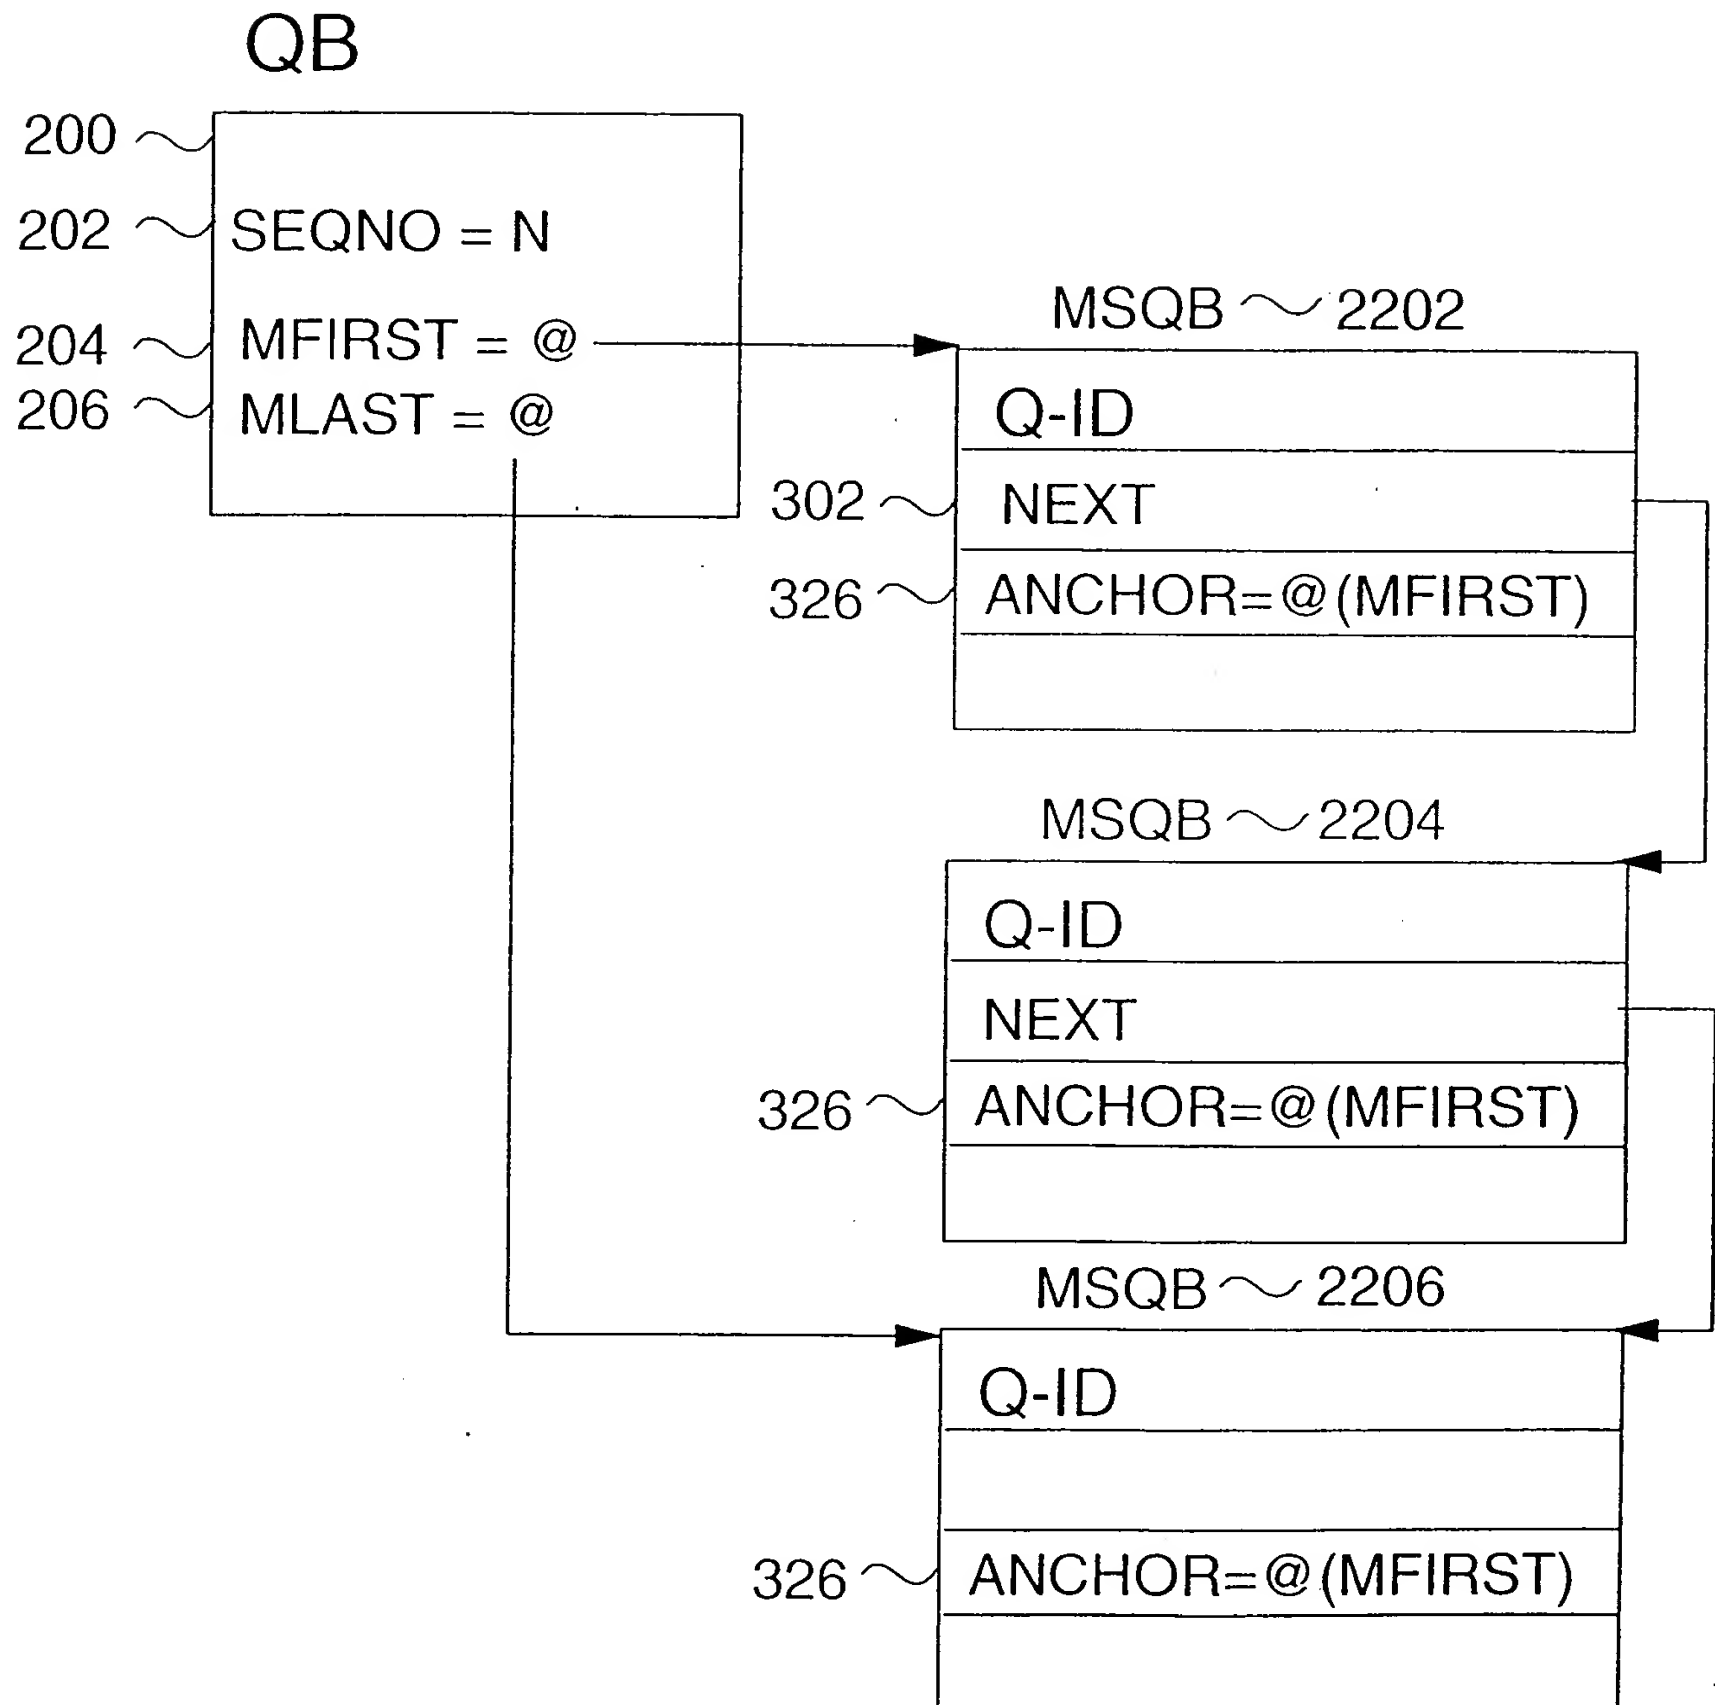 QB
200
202 SEQNO = N
204 MFIRST = @
206 MLAST = @
MSQB 2202
Q-ID
302 NEXT
326 ANCHOR=@(MFIRST)
MSQB 2204
Q-ID
NEXT
326 ANCHOR=@(MFIRST)
MSQB 2206
Q-ID
326 ANCHOR=@(MFIRST)